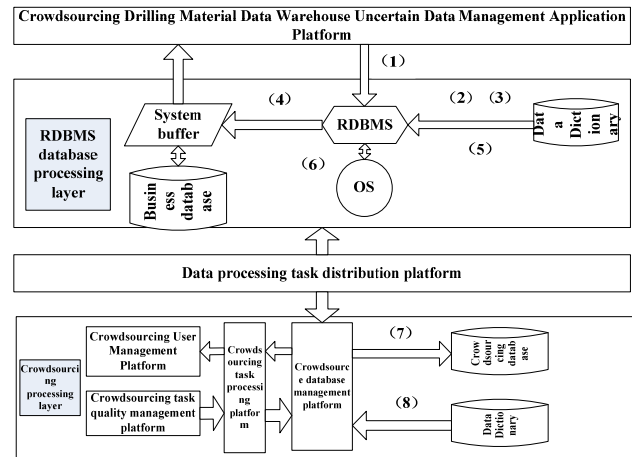 Crowdsourcing Drilling Material Data Warehouse Uncertain Data Management Application
Platform
(1)
(4)
(2) (3)
System
buffer
RDBMS
Dat
a
Dict
ion
ary
RDBMS
database
processing
layer
(6)
(5)
OS
Busin
ess
datab
ase
Data processing task distribution platform
Crowdsourci
ng
processing
layer
Crowdsourcing User
Management
Platform
Crowdsourcing task
quality management
platform
Crowds
ourcing
task
processi
ng
platfor
m
Crowdsourc
e database
management
platform
(7)
Crow
dsour
cing
datab
ase
(8)
Data
Dictio
nary